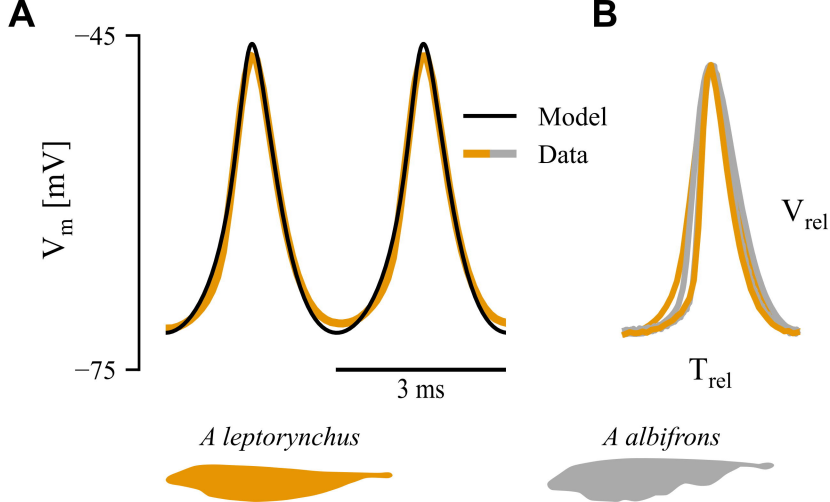 A
B
−45
Model
Data
V_m [mV]
V_rel
−75
3 ms
T_rel
A leptorynchus
A albifrons